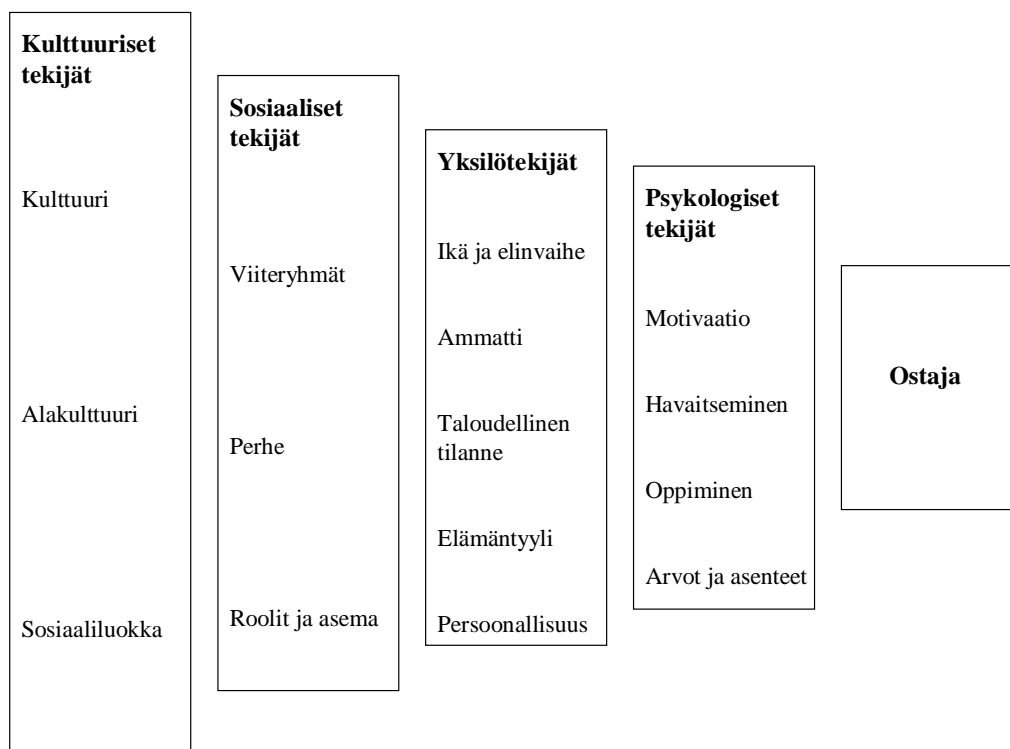 Kulttuuriset
tekijät
Kulttuuri
Alakulttuuri
Sosiaaliluokka
Sosiaaliset
tekijät
Viiteryhmät
Perhe
Roolit ja asema
Yksilötekijät
Ikä ja elinvaihe
Ammatti
Taloudellinen
tilanne
Elämäntyyli
Persoonallisuus
Psykologiset
tekijät
Motivaatio
Havaitseminen
Oppiminen
Arvot ja asenteet
Ostaja